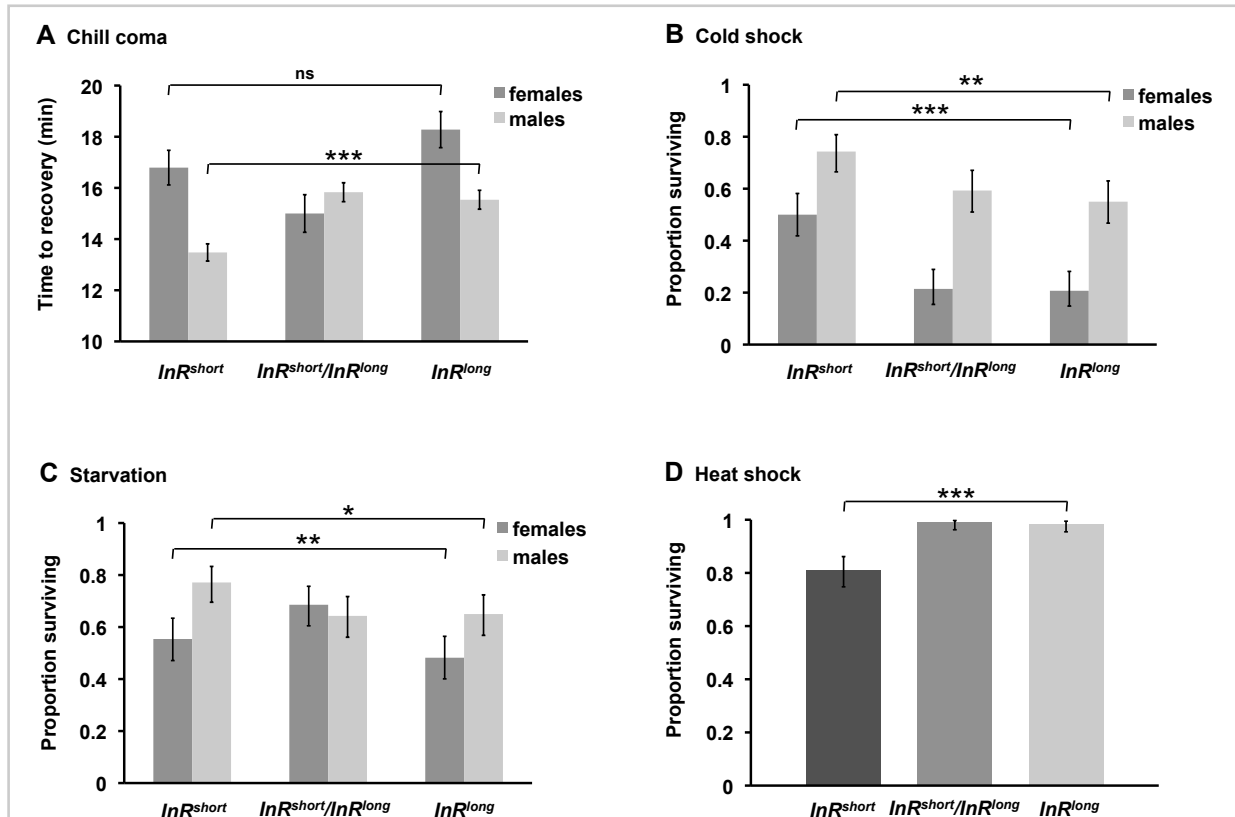 A Chill coma
ns
20
18
16
14
12
10
Time to recovery (min)
females
males
***
InRshort
InRshort/InRlong
InRlong
B Cold shock
**
***
1
0.8
0.6
0.4
0.2
0
Proportion surviving
females
males
InRshort
InRshort/InRlong
InRlong
C Starvation
*
**
1
0.8
0.6
0.4
0.2
0
Proportion surviving
females
males
InRshort
InRshort/InRlong
InRlong
D Heat shock
***
1
0.8
0.6
0.4
0.2
0
Proportion surviving
InRshort
InRshort/InRlong
InRlong